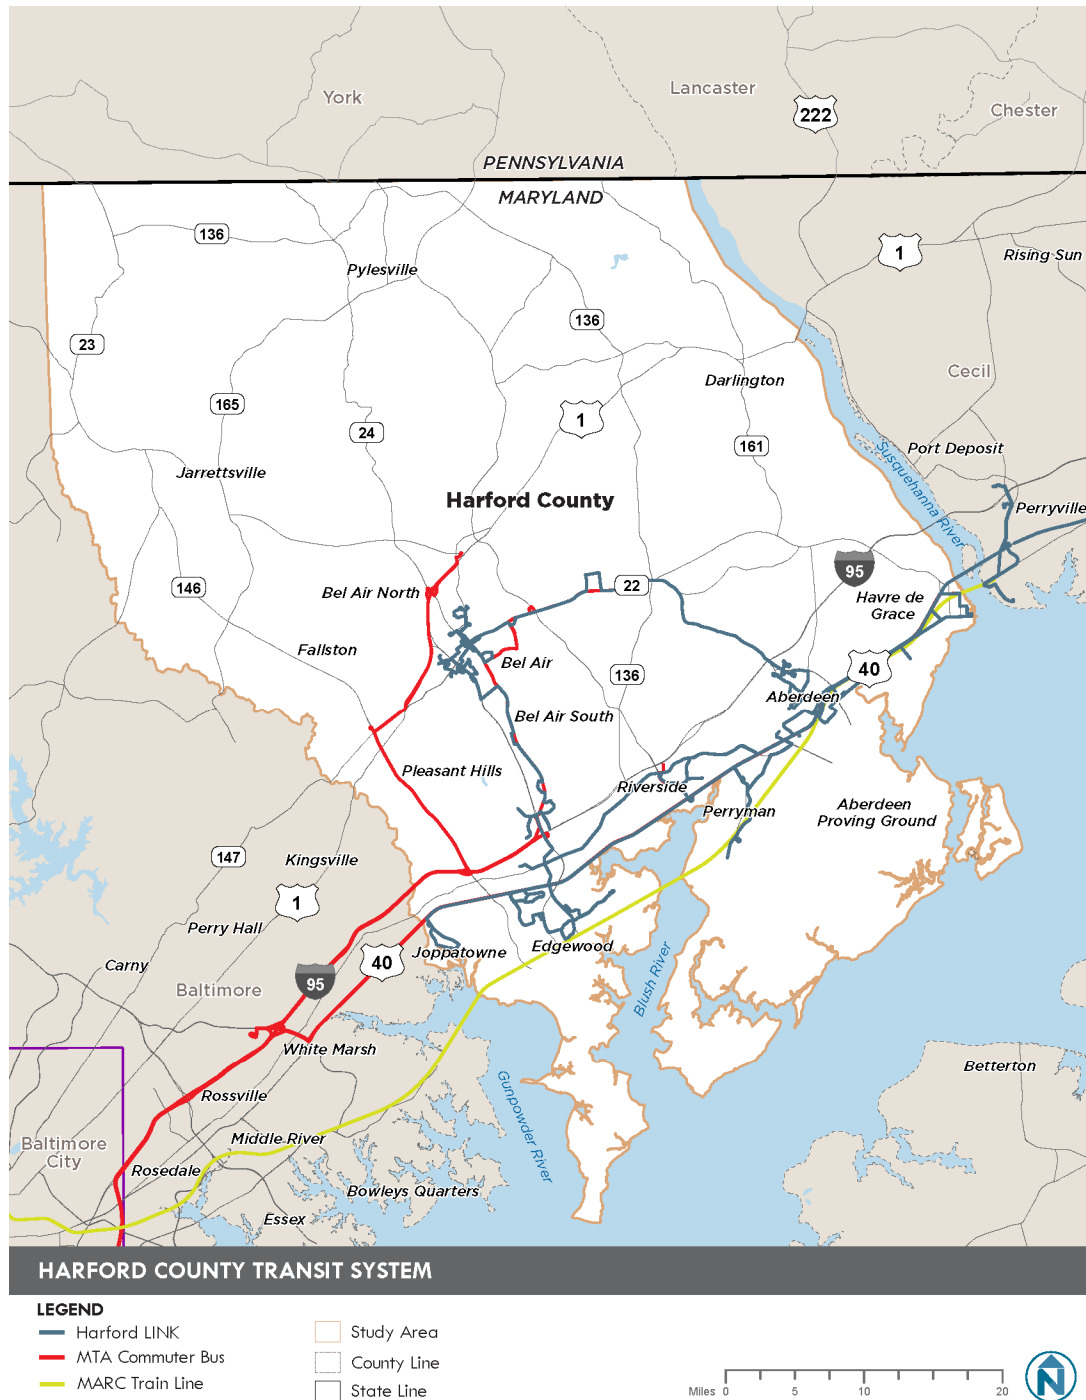 York
Lancaster
222
Chester
PENNSYLVANIA
MARYLAND
136
1
Rising Sun
Pylesville
136
23
Cecil
Darlington
165
1
24
161
Port Deposit
Jarrettsville
Susquehanna River
Harford County
Perryville
95
146
Bel Air North
22
Havre de
Grace
Fallston
Bel Air
40
136
Aberdeen
Bel Air South
Pleasant Hills
Riverside
Perryman
Aberdeen
Proving Ground
147
Kingsville
1
Perry Hall
Joppatowne
Edgewood
Carny
40
95
Baltimore
Blush River
White Marsh
Betterton
Rossville
Gunpowder River
Baltimore
City
Middle River
Rosedale
Bowleys Quarters
Essex
HARFORD COUNTY TRANSIT SYSTEM
LEGEND
Harford LINK
MTA Commuter Bus
MARC Train Line
Study Area
County Line
State Line
Miles 0 5 10 20
N